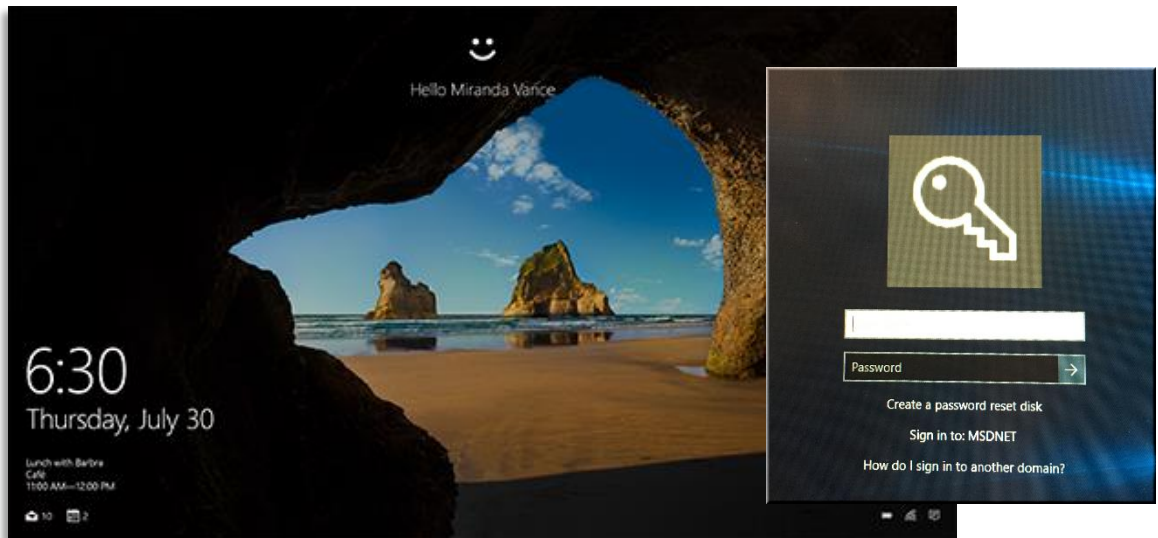 Hello Miranda Vance
6:30
Thursday, July 30
Lunch with Barbra
Café
11:00 AM—12:00 PM
10
2
Password
Create a password reset disk
Sign in to: MSDNET
How do I sign in to another domain?